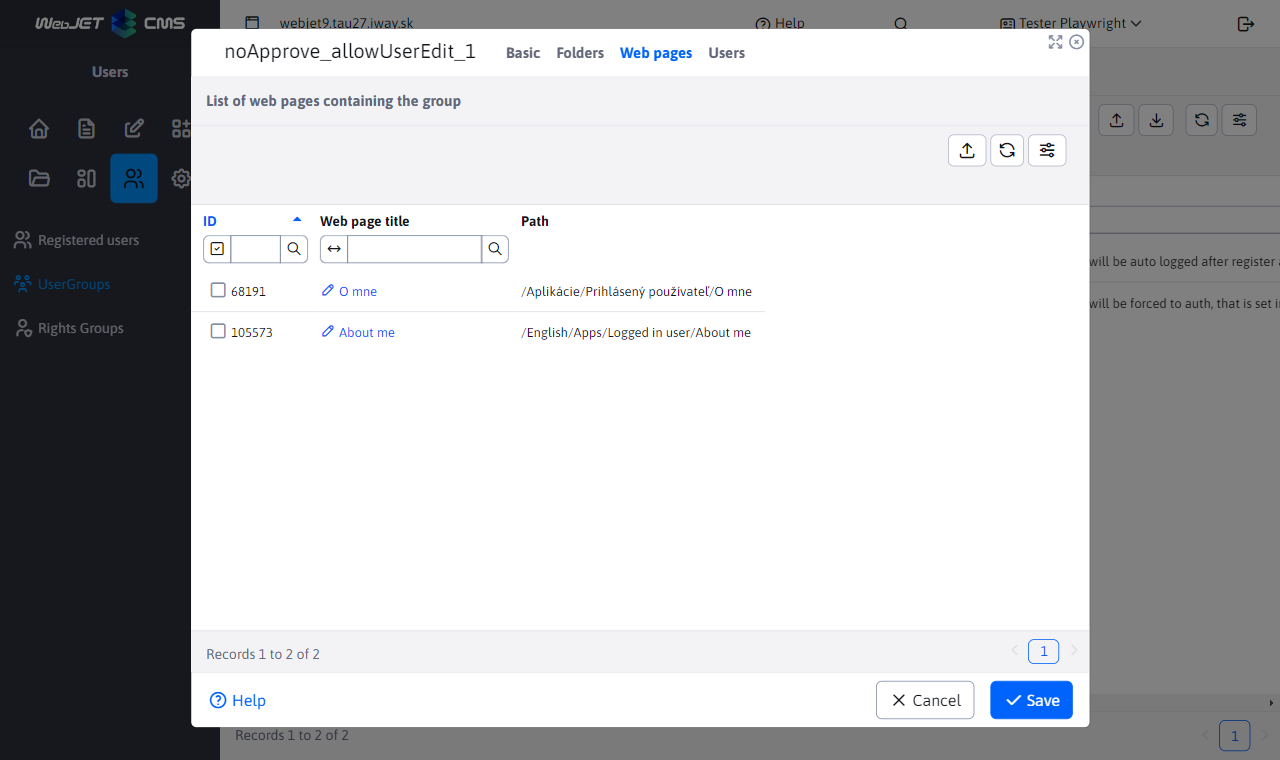 WebJET CMS
webjet9.tau27.iway.sk
Help
Tester Playwright
noApprove_allowUserEdit_1
Basic Folders Web pages Users
Users
List of web pages containing the group
ID Web page title Path
Registered users
will be auto logged after register
UserGroups
68191 O mne /Aplikácie/Prihlásený používateľ/O mne
will be forced to auth, that is set
Rights Groups
105573 About me /English/Apps/Logged in user/About me
Records 1 to 2 of 2
1
Help
Cancel
Save
Records 1 to 2 of 2
1